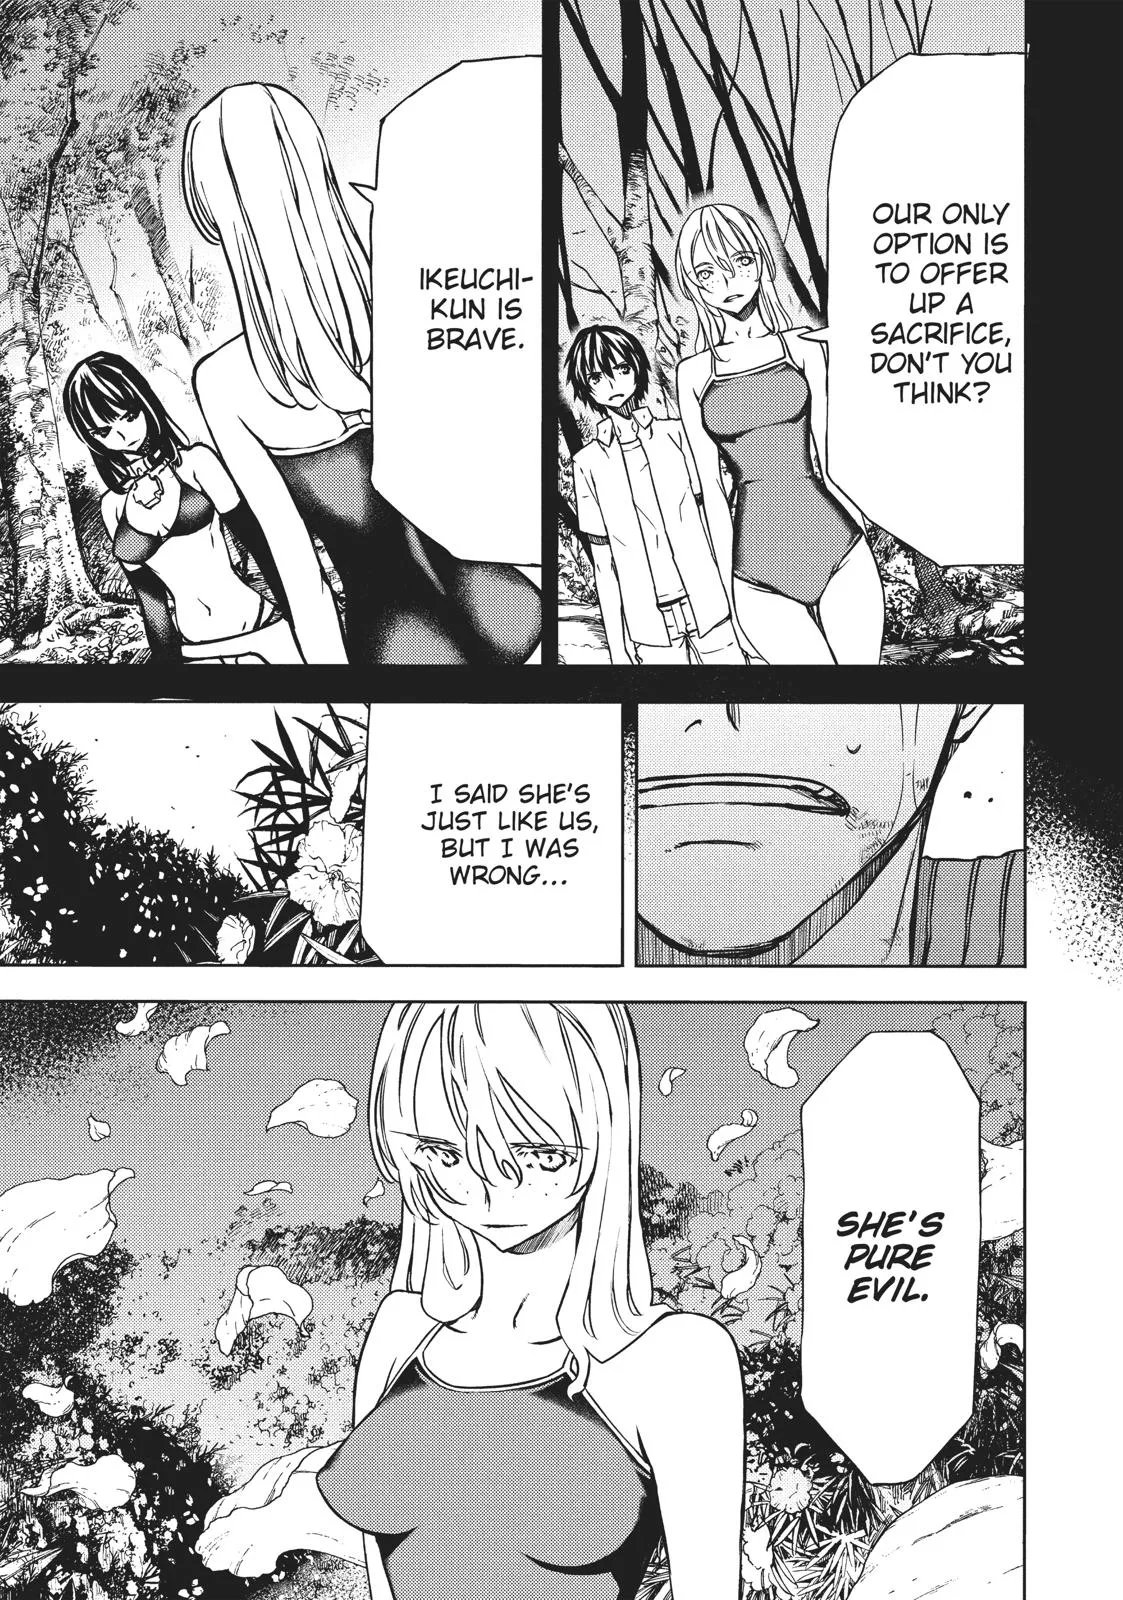 OUR ONLY
OPTION IS
TO OFFER
UP A
SACRIFICE,
DON'T YOU
THINK?
IKEUCHI-
KUN IS
BRAVE.
...
I SAID SHE'S
JUST LIKE US,
BUT I WAS
WRONG...
SHE'S
PURE
EVIL.